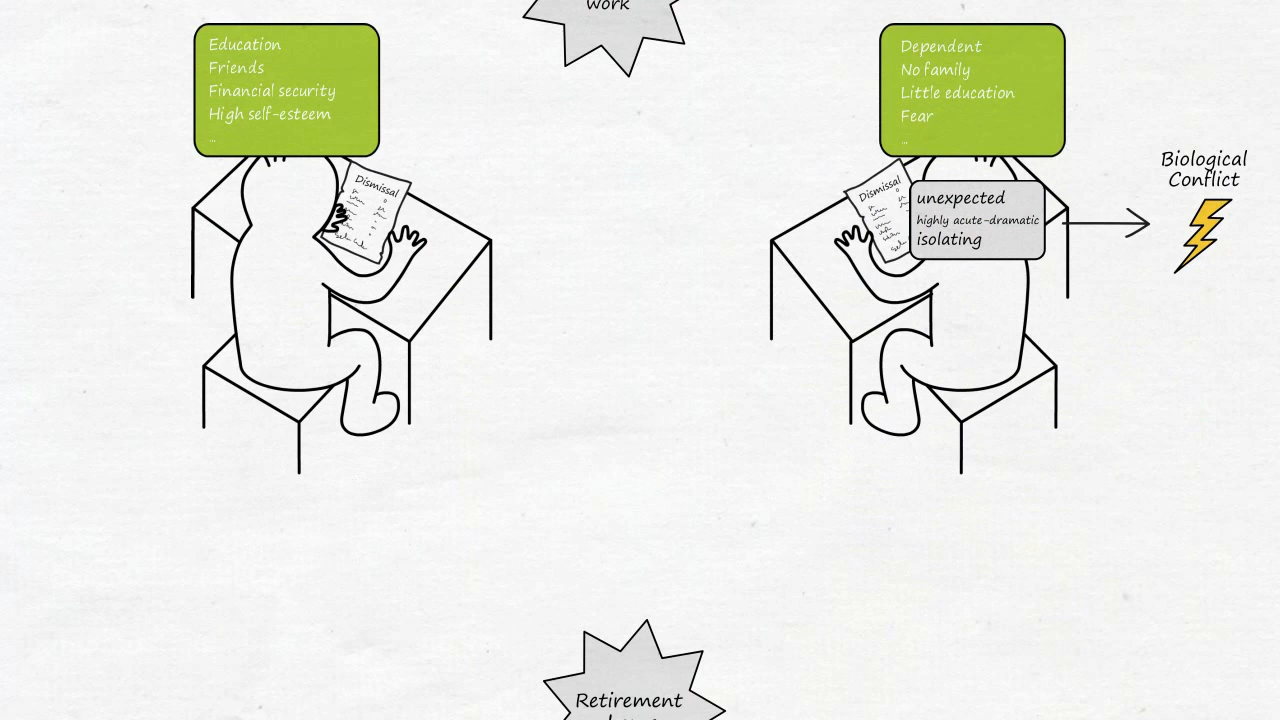 work
Education
Friends
Financial security
High self-esteem
...
Dismissal
Dependent
No family
Little education
Fear
...
Dismissal
unexpected
highly acute-dramatic
isolating
Biological
Conflict
Retirement